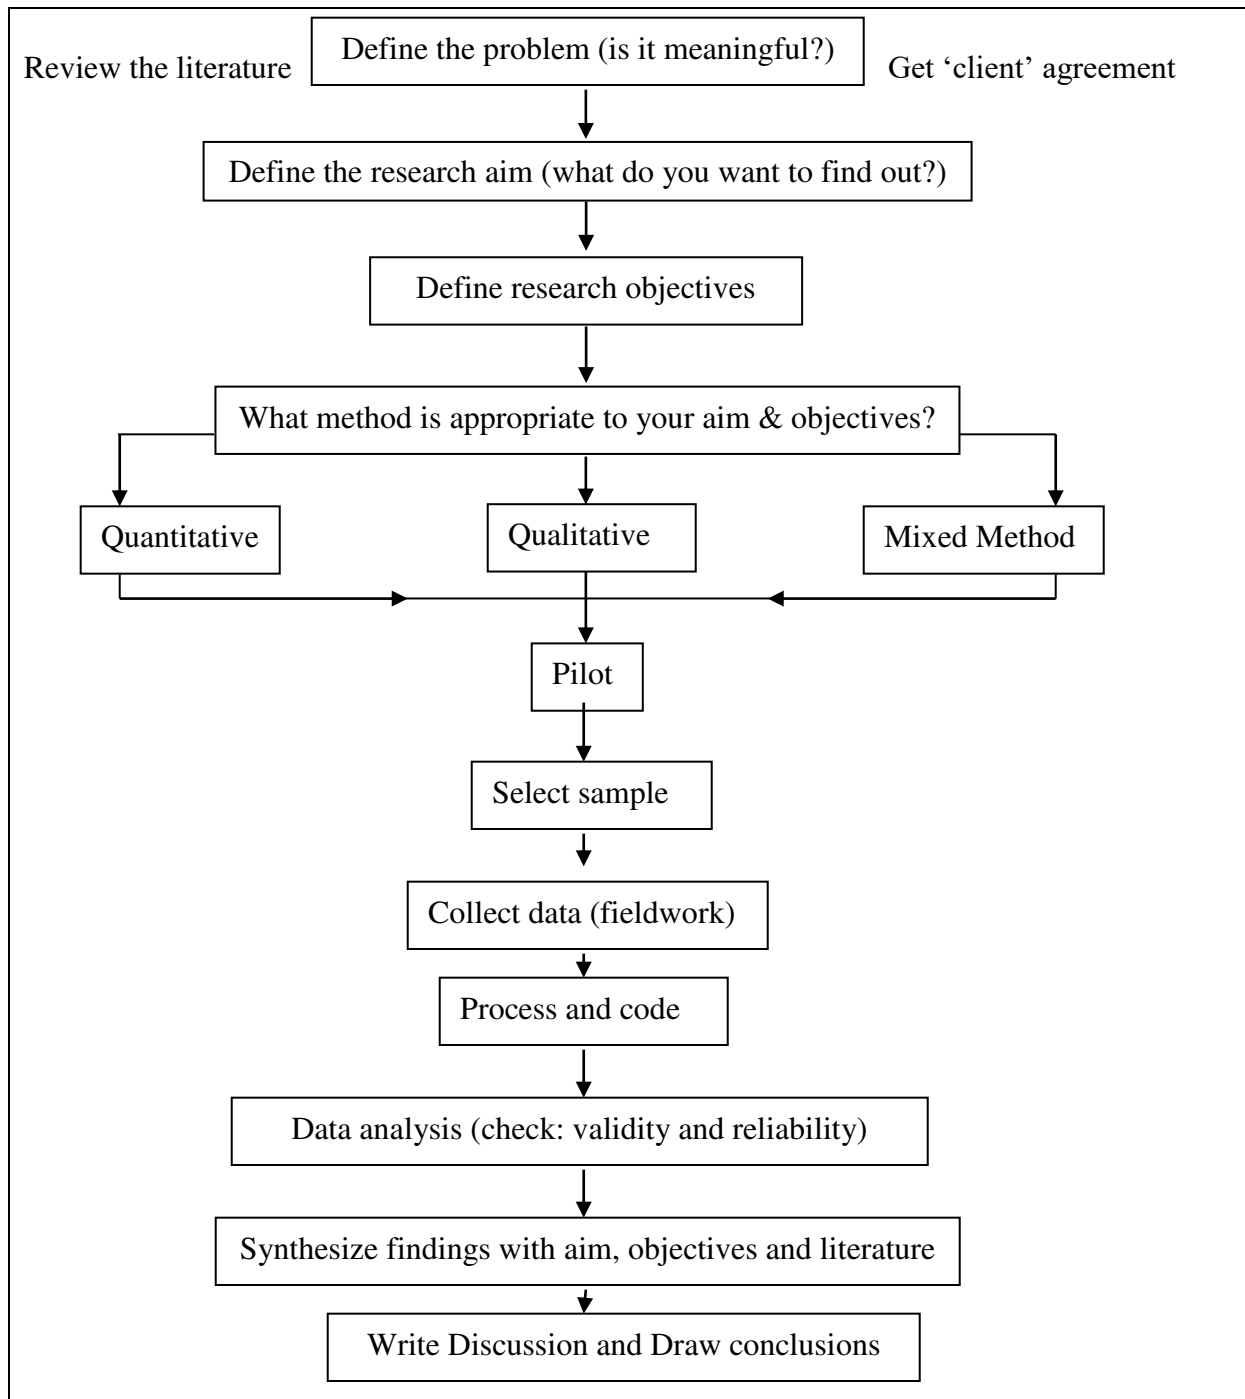 Define the problem (is it meaningful?)
Review the literature
Get ‘client’ agreement
Define the research aim (what do you want to find out?)
Define research objectives
What method is appropriate to your aim & objectives?
Quantitative
Qualitative
Mixed Method
Pilot
Select sample
Collect data (fieldwork)
Process and code
Data analysis (check: validity and reliability)
Synthesize findings with aim, objectives and literature
Write Discussion and Draw conclusions